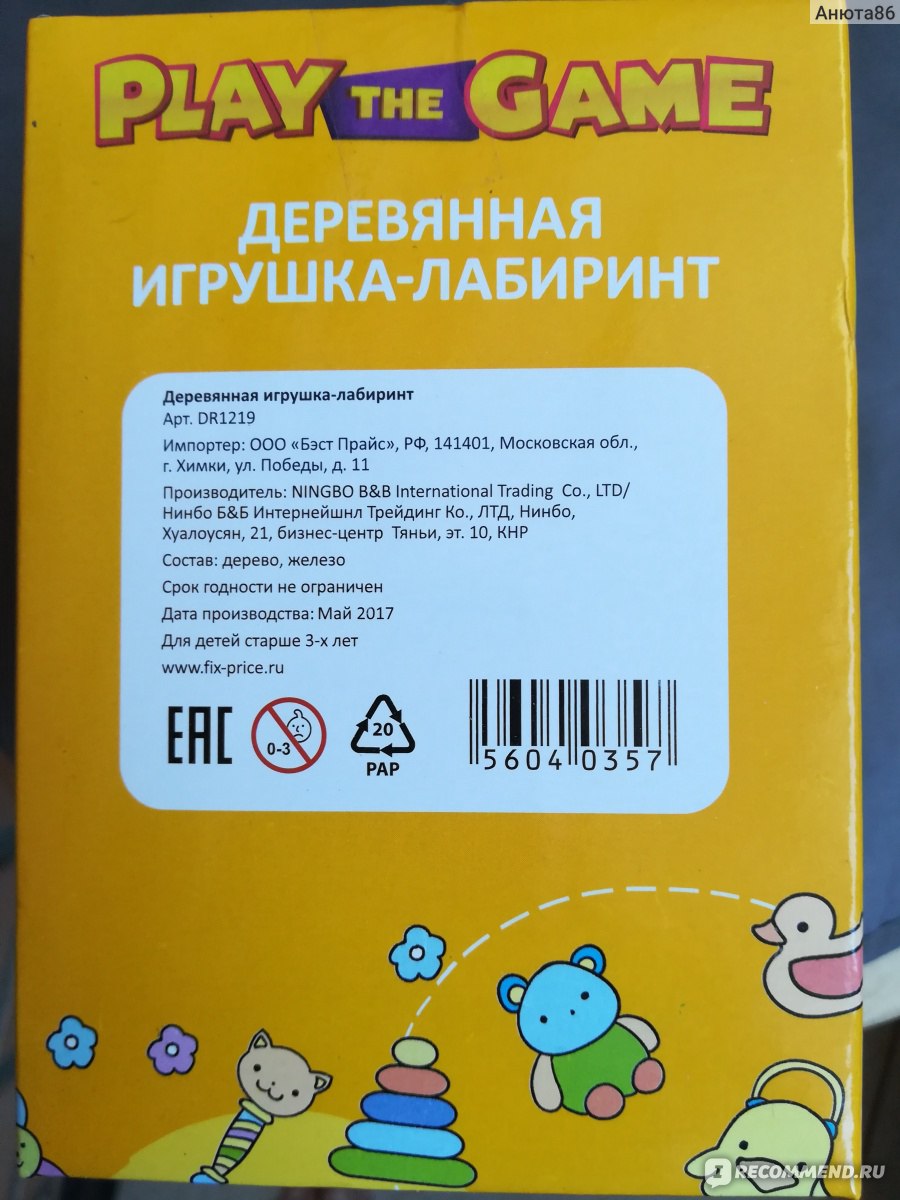 Анюта86
PLAY THE GAME
ДЕРЕВЯННАЯ
ИГРУШКА-ЛАБИРИНТ
Деревянная игрушка-лабиринт
Арт. DR1219
Импортер: ООО «Бэст Прайс», РФ, 141401, Московская обл.,
г. Химки, ул. Победы, д. 11
Производитель: NINGBO B&B International Trading Co., LTD/
Нинбо Б&Б Интернейшнл Трейдинг Ко., ЛТД, Нинбо,
Хуалоусян, 21, бизнес-центр Тяньи, эт. 10, КНР
Состав: дерево, железо
Срок годности не ограничен
Дата производства: Май 2017
Для детей старше 3-х лет
www.fix-price.ru
EAC
0-3
20
PAP
5604 0357
RECOMMEND.RU